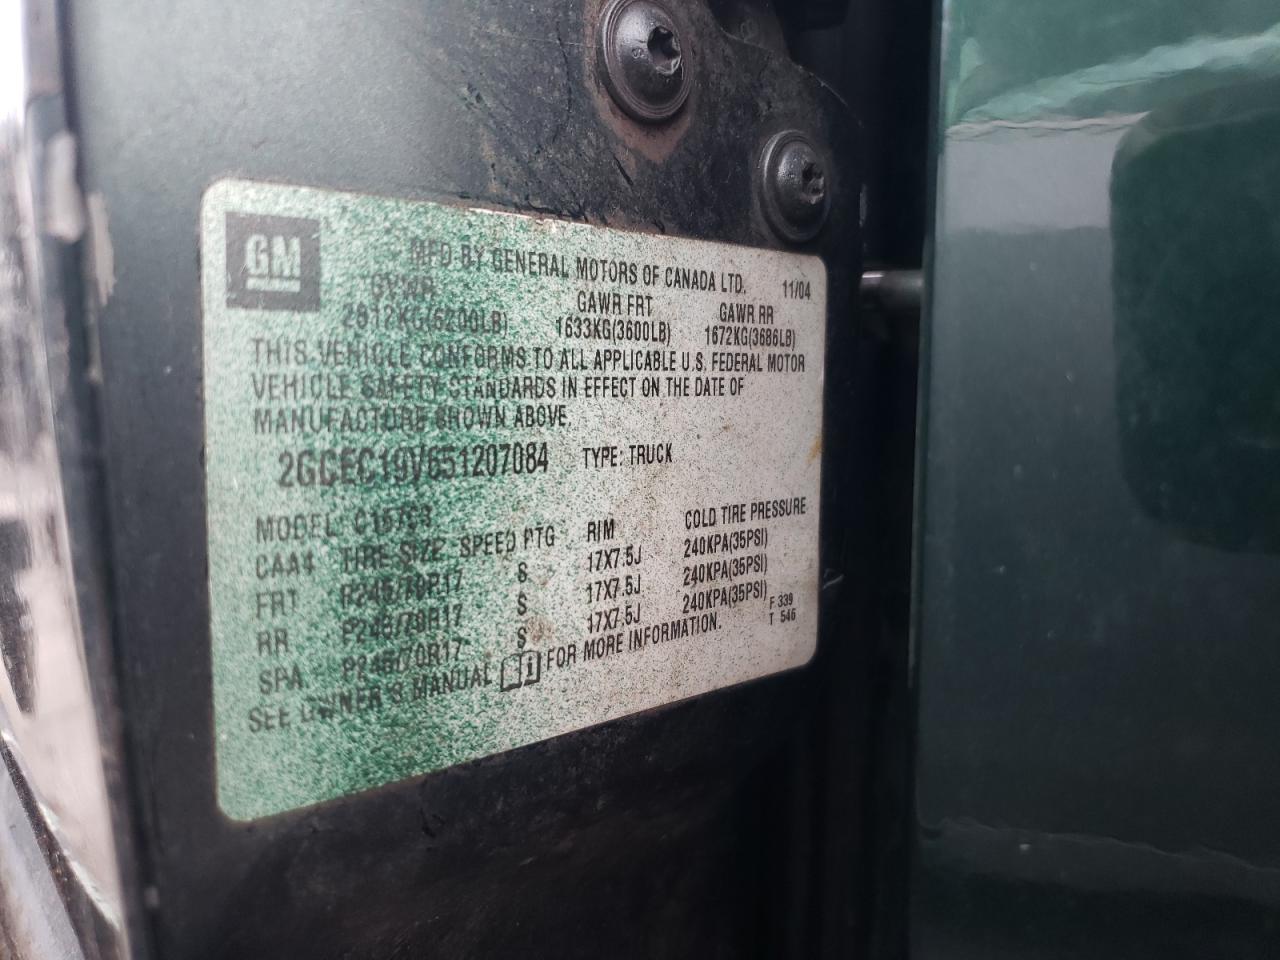 GM
MFD BY GENERAL MOTORS OF CANADA LTD. 11/04
GVWR GAWR FRT GAWR RR
2812KG(6200LB) 1633KG(3600LB) 1672KG(3686LB)
THIS VEHICLE CONFORMS TO ALL APPLICABLE U.S. FEDERAL MOTOR
VEHICLE SAFETY STANDARDS IN EFFECT ON THE DATE OF
MANUFACTURE SHOWN ABOVE.
2GCEC19V651207084 TYPE: TRUCK
MODEL: C15753
CAA4 TIRE SIZE SPEED RTG RIM COLD TIRE PRESSURE
FRT P245/70R17 S 17X7.5J 240KPA(35PSI)
RR P245/70R17 S 17X7.5J 240KPA(35PSI)
SPA P245/70R17 S 17X7.5J 240KPA(35PSI)
SEE OWNER'S MANUAL FOR MORE INFORMATION.
F 339
T 546